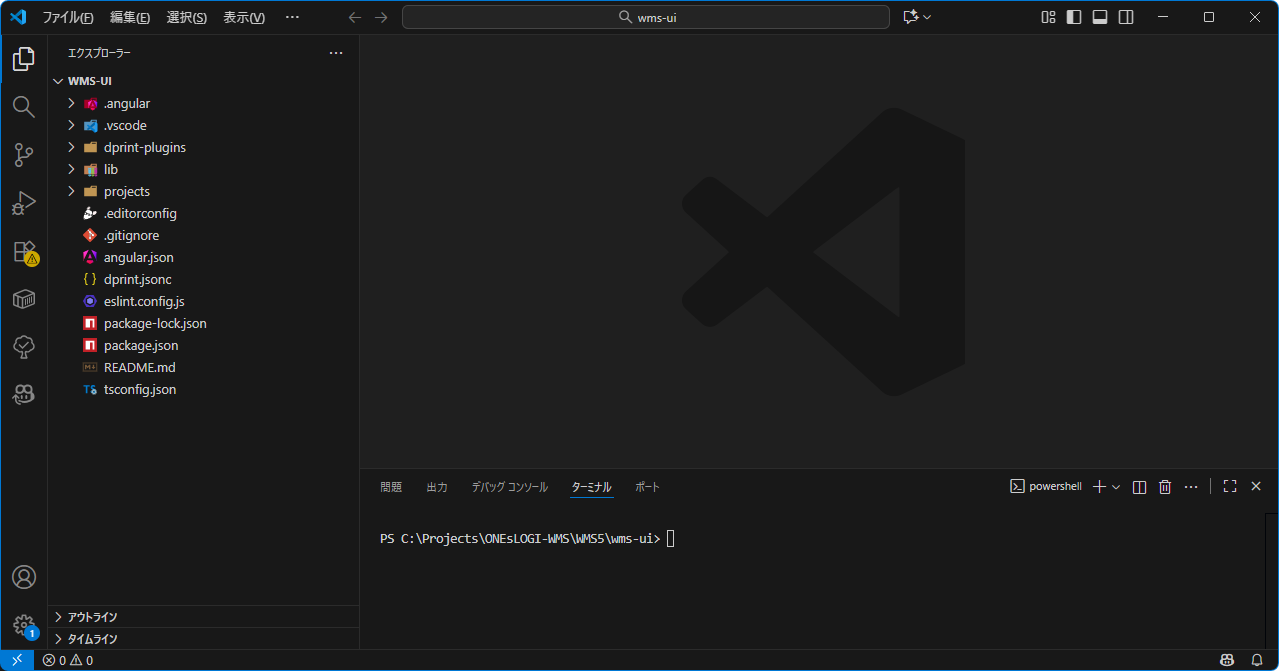 ファイル(F) 編集(E) 選択(S) 表示(V) ··· wms-ui
エクスプローラー ···
WMS-UI
.angular
.vscode
dprint-plugins
lib
projects
.editorconfig
.gitignore
angular.json
{ } dprint.jsonc
eslint.config.js
package-lock.json
package.json
README.md
TS tsconfig.json
問題 出力 デバッグ コンソール ターミナル ポート powershell
PS C:\Projects\ONEsLOGI-WMS\WMS5\wms-ui>
アウトライン
1
タイムライン
0 0